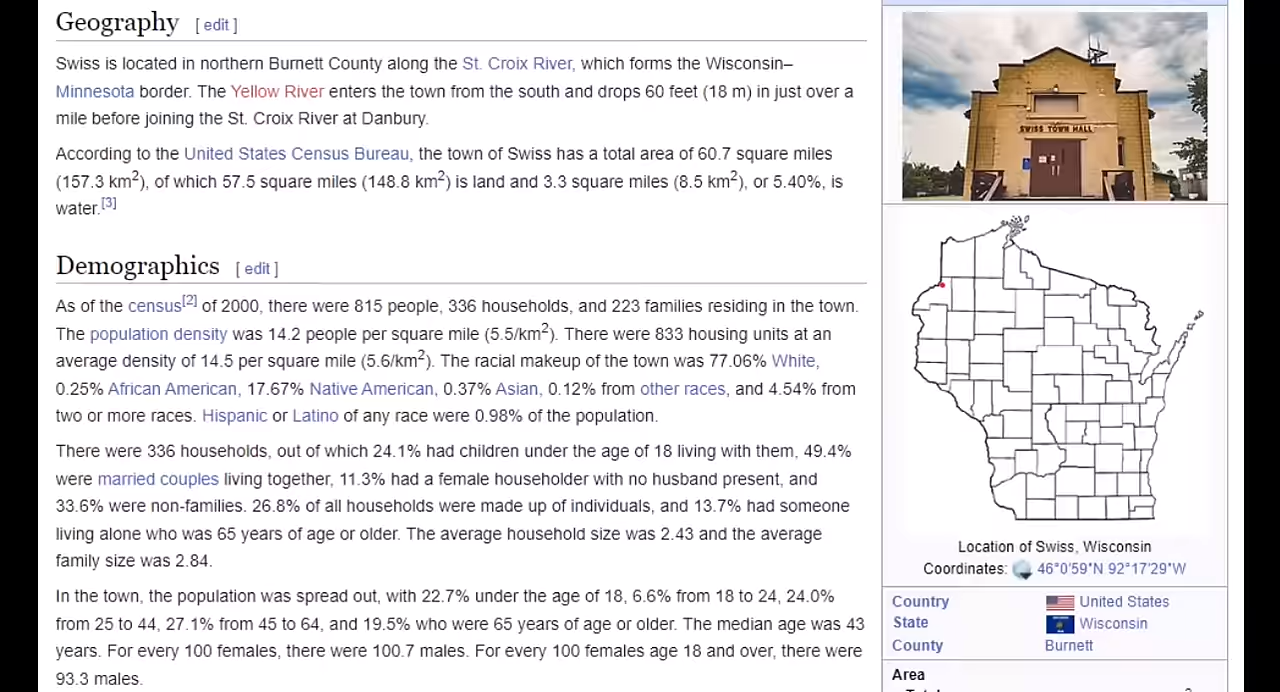 Geography [ edit ]
Swiss is located in northern Burnett County along the St. Croix River, which forms the Wisconsin–
Minnesota border. The Yellow River enters the town from the south and drops 60 feet (18 m) in just over a
mile before joining the St. Croix River at Danbury.
According to the United States Census Bureau, the town of Swiss has a total area of 60.7 square miles
(157.3 km2), of which 57.5 square miles (148.8 km2) is land and 3.3 square miles (8.5 km2), or 5.40%, is
water.[3]
Demographics [ edit ]
As of the census[2] of 2000, there were 815 people, 336 households, and 223 families residing in the town.
The population density was 14.2 people per square mile (5.5/km2). There were 833 housing units at an
average density of 14.5 per square mile (5.6/km2). The racial makeup of the town was 77.06% White,
0.25% African American, 17.67% Native American, 0.37% Asian, 0.12% from other races, and 4.54% from
two or more races. Hispanic or Latino of any race were 0.98% of the population.
There were 336 households, out of which 24.1% had children under the age of 18 living with them, 49.4%
were married couples living together, 11.3% had a female householder with no husband present, and
33.6% were non-families. 26.8% of all households were made up of individuals, and 13.7% had someone
living alone who was 65 years of age or older. The average household size was 2.43 and the average
family size was 2.84.
In the town, the population was spread out, with 22.7% under the age of 18, 6.6% from 18 to 24, 24.0%
from 25 to 44, 27.1% from 45 to 64, and 19.5% who were 65 years of age or older. The median age was 43
years. For every 100 females, there were 100.7 males. For every 100 females age 18 and over, there were
93.3 males.
SWISS TOWN HALL
Location of Swiss, Wisconsin
Coordinates: 46°0′59″N 92°17′29″W
Country United States
State Wisconsin
County Burnett
Area